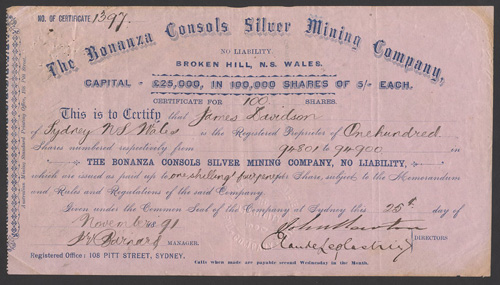 NO. OF CERTIFICATE 1397.
The Bonanza Consols Silver Mining Company,
NO LIABILITY.
BROKEN HILL, N.S. WALES.
CAPITAL - £25,000, IN 100,000 SHARES OF 5/- EACH.
CERTIFICATE FOR 100 SHARES.
This is to Certify that James Davidson
of Sydney N S Wales is the Registered Proprietor of One hundred
Shares numbered respectively from 94801 to 94900 in
THE BONANZA CONSOLS SILVER MINING COMPANY, NO LIABILITY,
which are issued as paid up to one shilling & four pence per Share, subject to the Memorandum
and Rules and Regulations of the said Company.
Given under the Common Seal of the Company at Sydney this 25th day of
November 91
Barnard MANAGER.
John
DIRECTORS
Registered Office: 108 PITT STREET, SYDNEY.
Calls when made are payable second Wednesday in the Month.